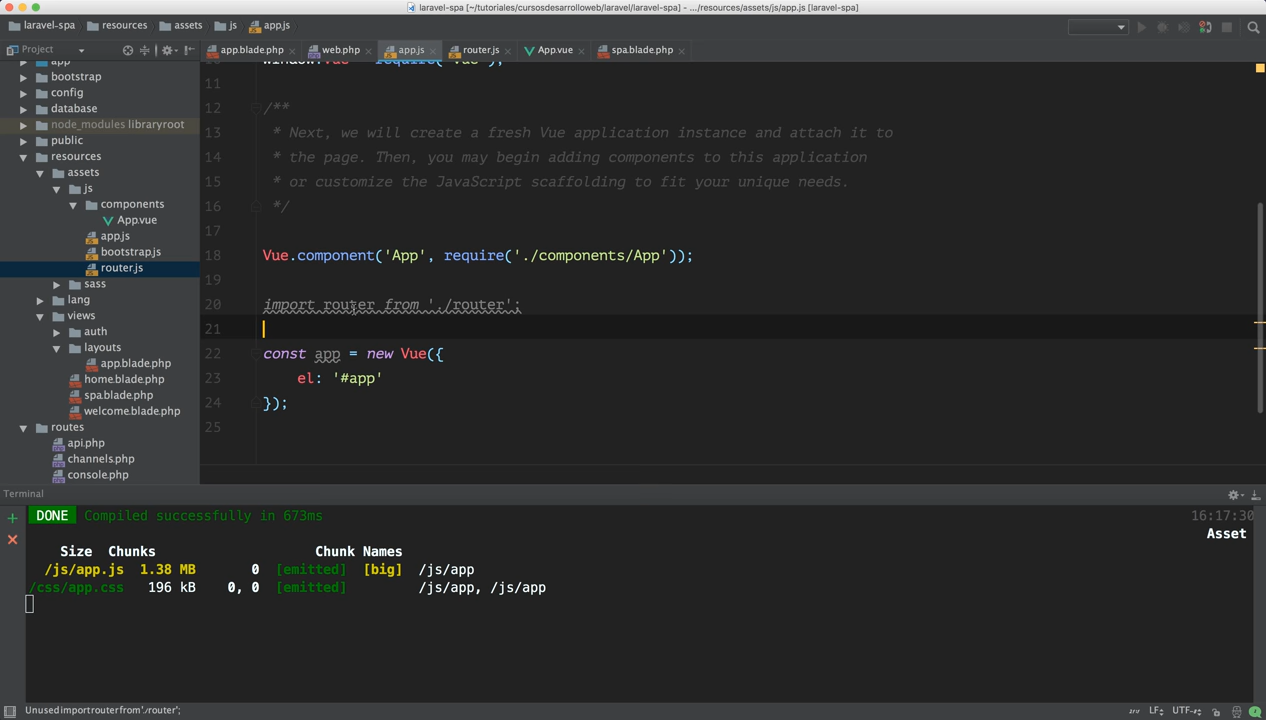 laravel-spa [~/tutoriales/cursosdesarrolloweb/laravel/laravel-spa] - .../resources/assets/js/app.js [laravel-spa]
laravel-spa resources assets js app.js
Project
app.blade.php web.php app.js router.js App.vue spa.blade.php
app
bootstrap
config
database
node_modules library root
public
resources
assets
js
components
App.vue
app.js
bootstrap.js
router.js
sass
lang
views
auth
layouts
app.blade.php
home.blade.php
spa.blade.php
welcome.blade.php
routes
api.php
channels.php
console.php
10 window.Vue = require('vue');
11
12 /**
13 * Next, we will create a fresh Vue application instance and attach it to
14 * the page. Then, you may begin adding components to this application
15 * or customize the JavaScript scaffolding to fit your unique needs.
16 */
17
18 Vue.component('App', require('./components/App'));
19
20 import router from './router';
21
22 const app = new Vue({
23 el: '#app'
24 });
25
Terminal
DONE Compiled successfully in 673ms 16:17:30
Asset
Size Chunks Chunk Names
/js/app.js 1.38 MB 0 [emitted] [big] /js/app
/css/app.css 196 kB 0, 0 [emitted] /js/app, /js/app
Unused import router from './router'; LF UTF-